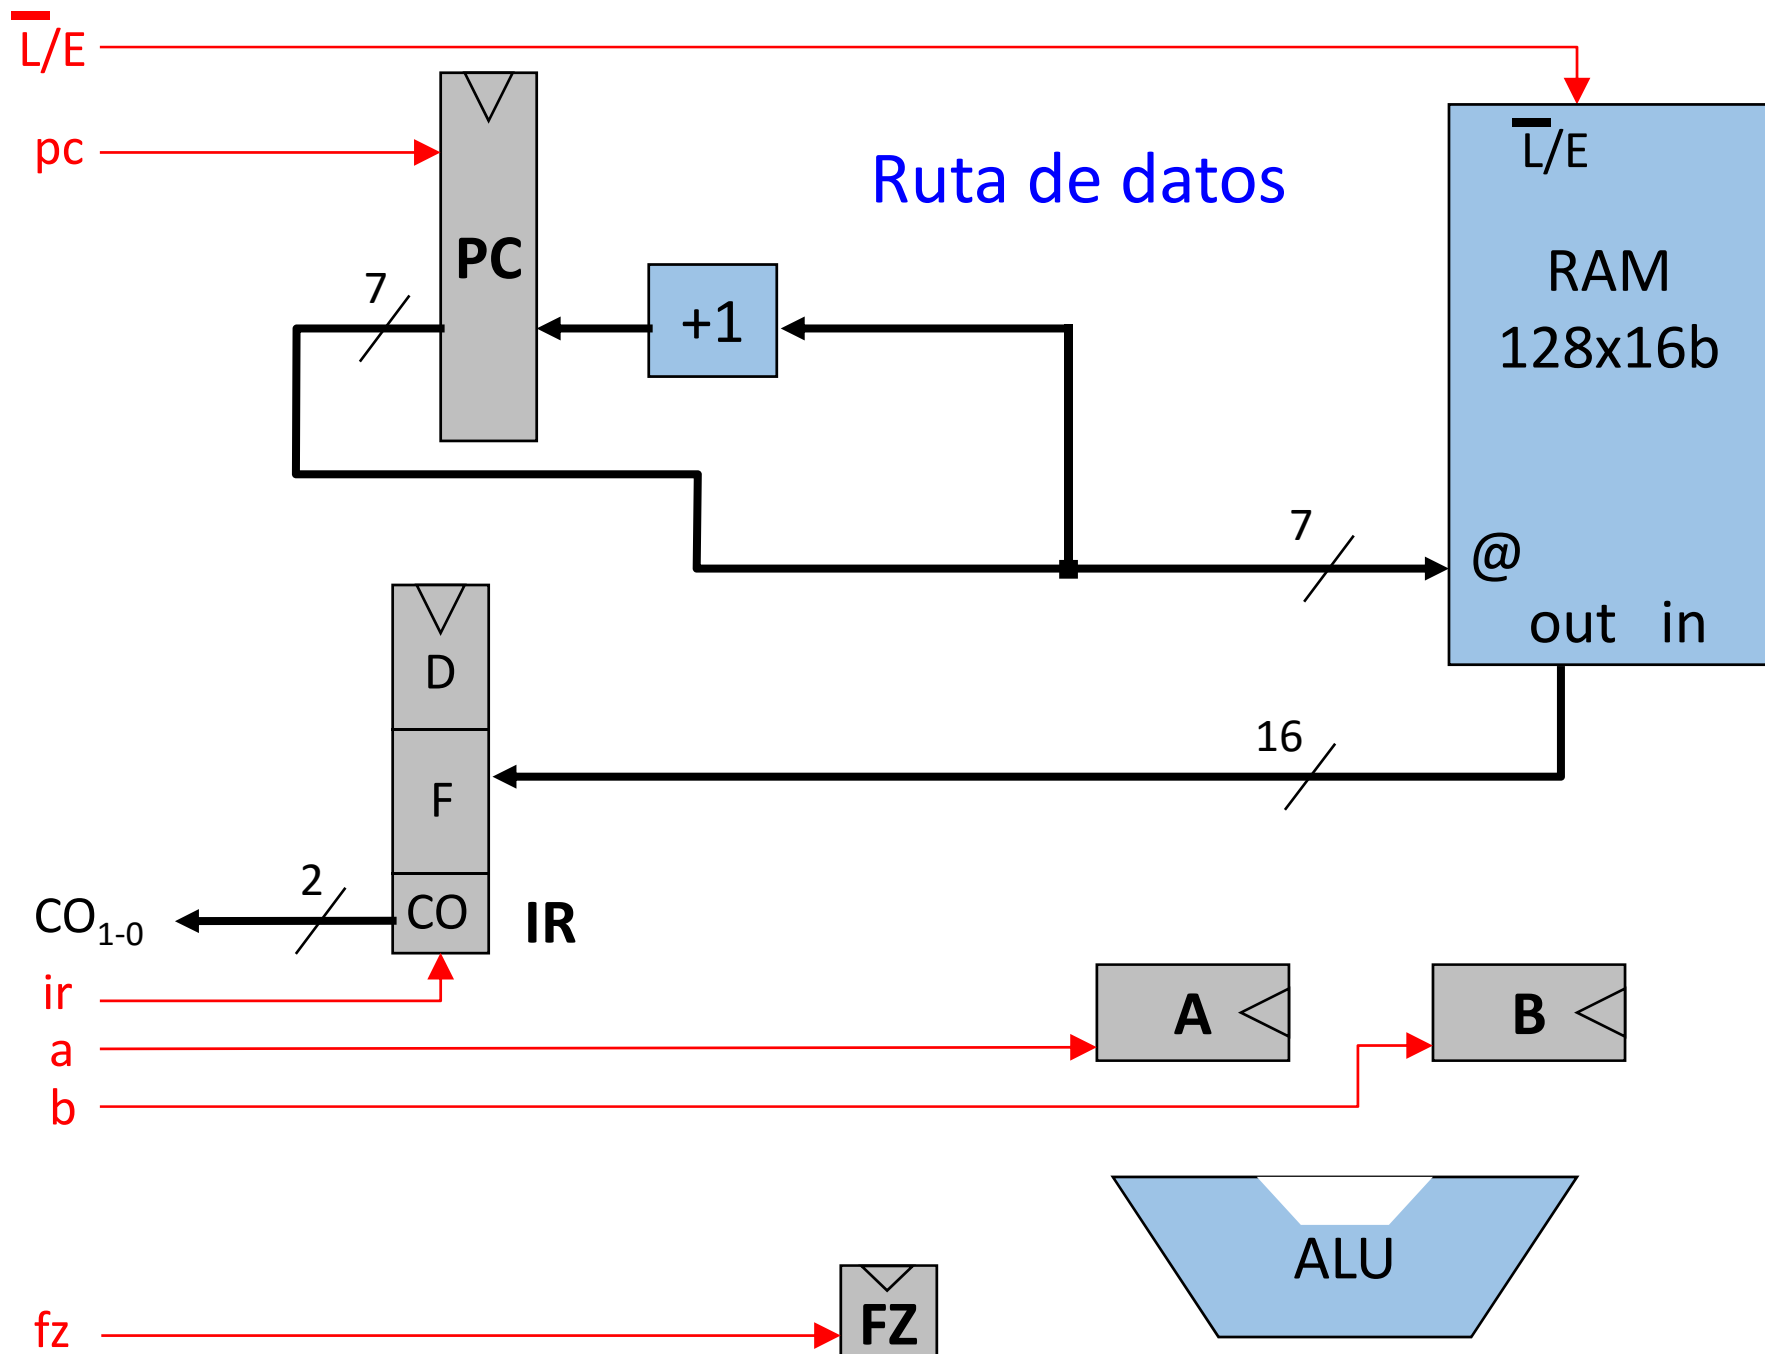 L̅/E
pc
PC
7
+1
Ruta de datos
L̅/E
RAM
128x16b
7
@
out in
D
F
CO
16
2
CO₁₋₀
IR
ir
a
b
A
B
ALU
fz
FZ